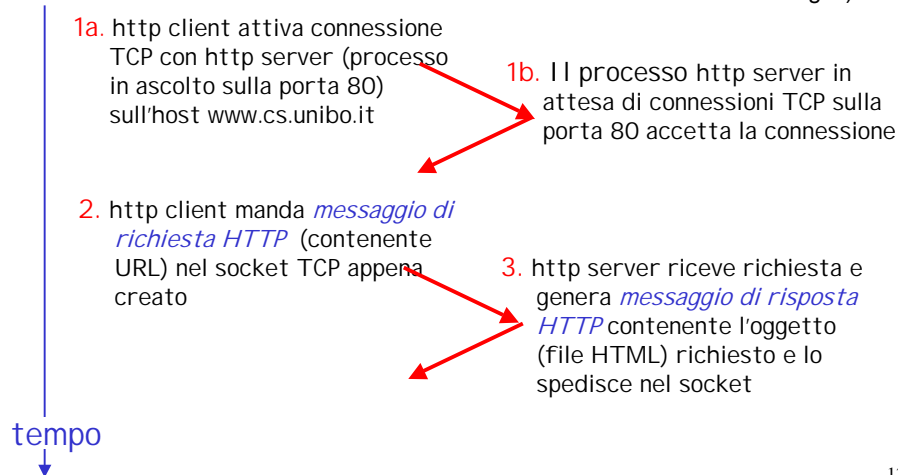 1a. http client attiva connessione
TCP con http server (processo
in ascolto sulla porta 80)
sull'host www.cs.unibo.it
1b. Il processo http server in
attesa di connessioni TCP sulla
porta 80 accetta la connessione
2. http client manda messaggio di
richiesta HTTP (contenente
URL) nel socket TCP appena
creato
3. http server riceve richiesta e
genera messaggio di risposta
HTTP contenente l'oggetto
(file HTML) richiesto e lo
spedisce nel socket
tempo